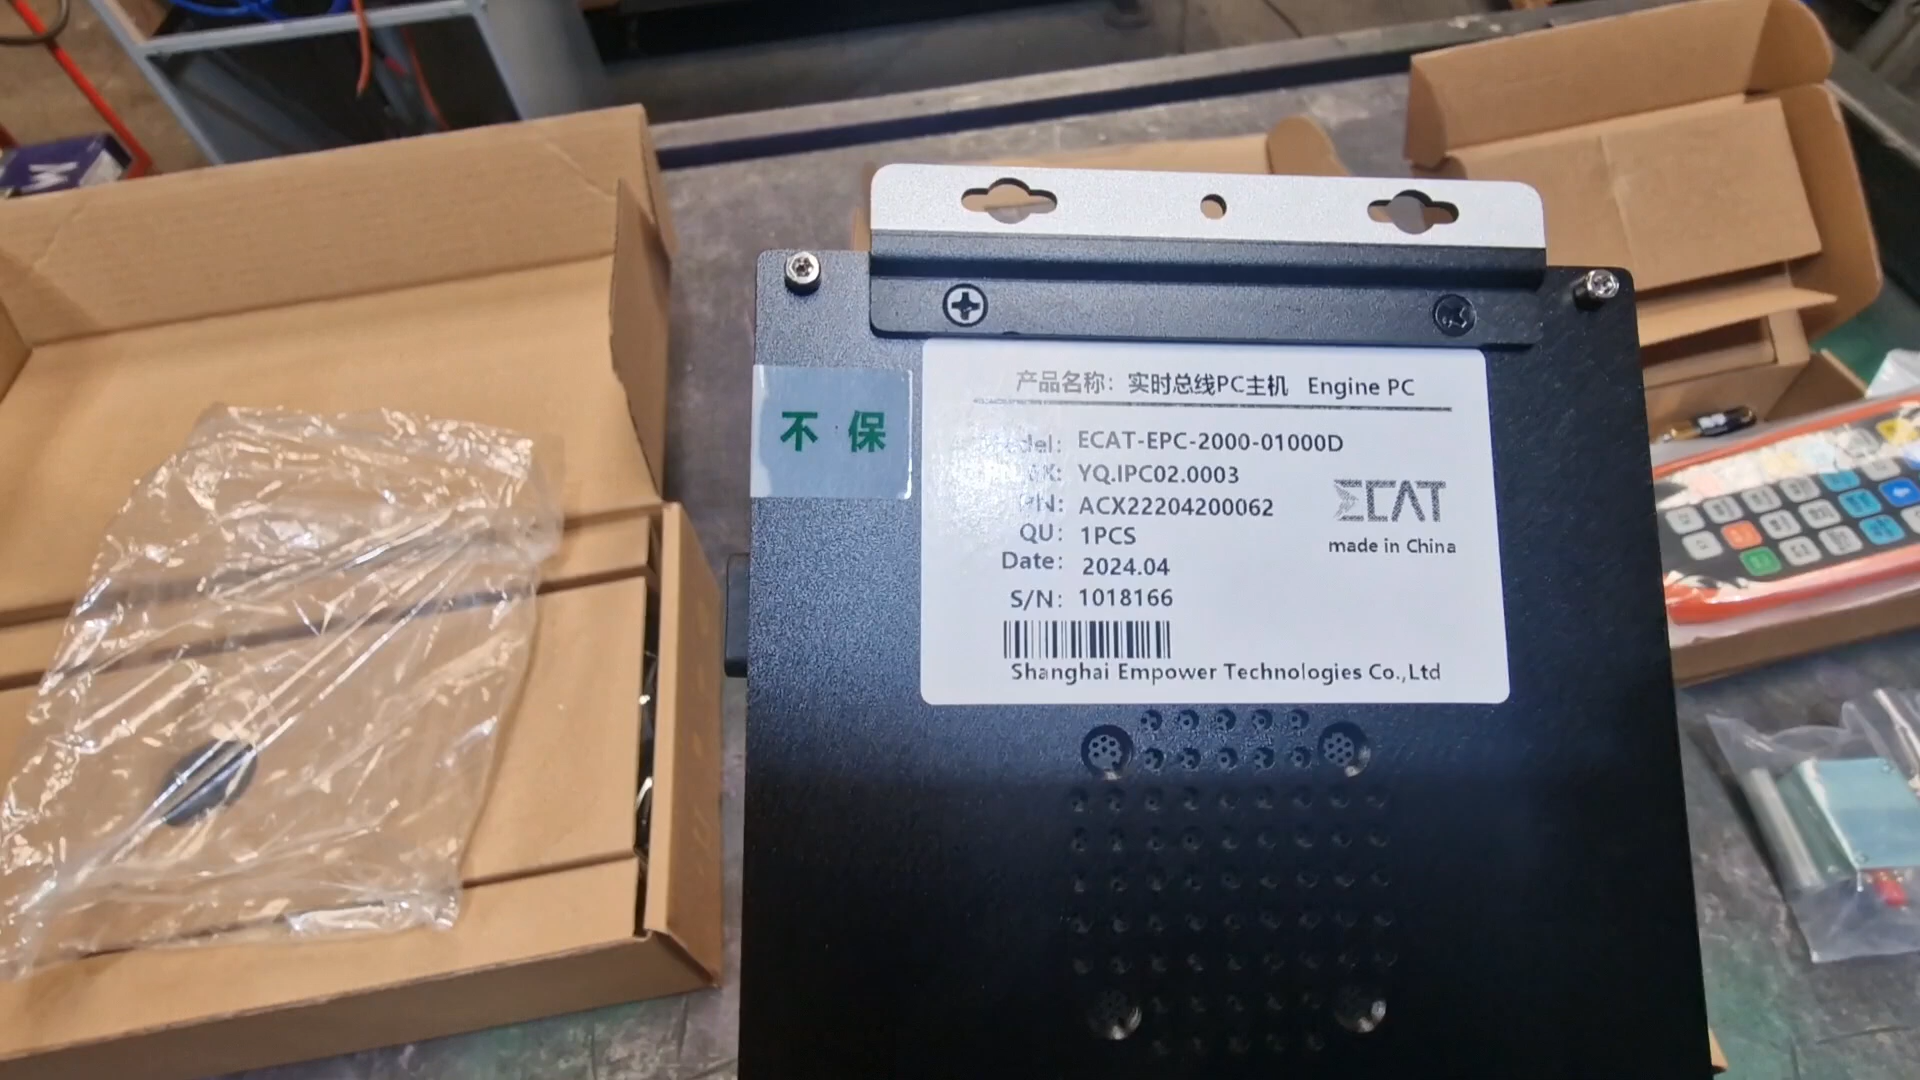 产品名称：实时总线PC主机 Engine PC
不 保
ECAT-EPC-2000-01000D
YQ.IPC02.0003
PN: ACX22204200062
QU: 1PCS
ECAT
made in China
Date: 2024.04
S/N: 1018166
Shanghai Empower Technologies Co.,Ltd